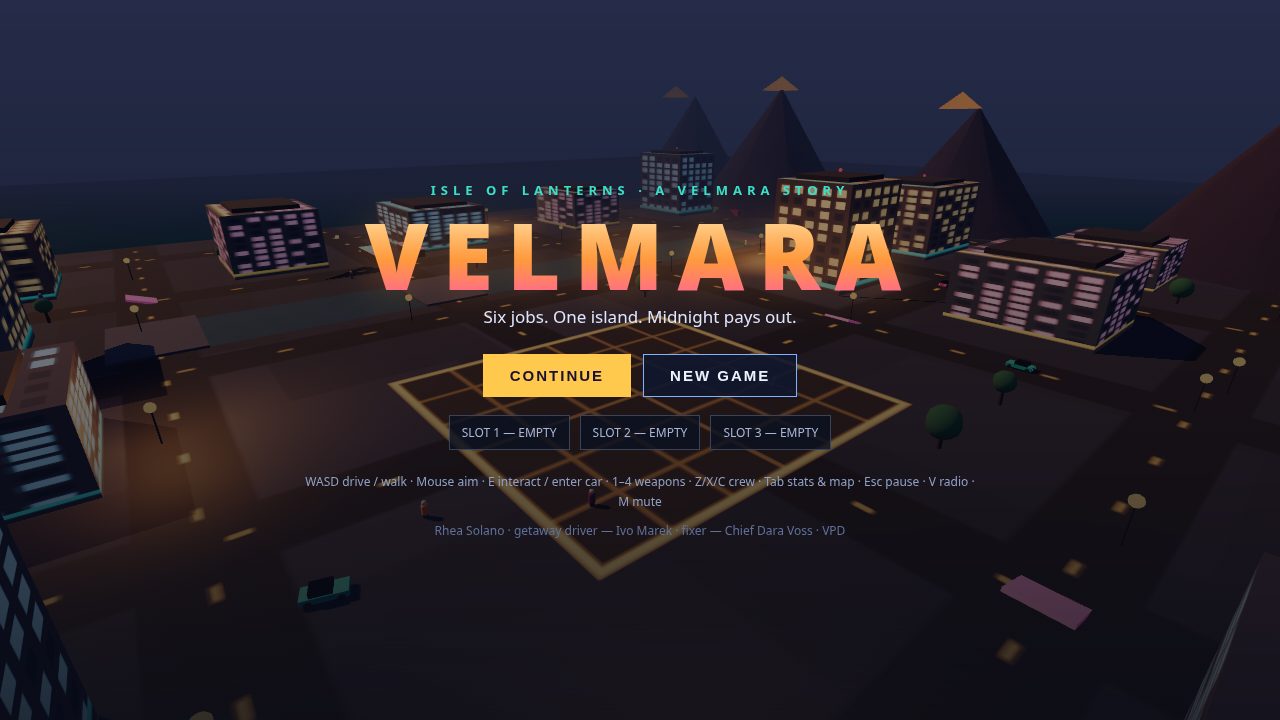 ISLE OF LANTERNS · A VELMARA STORY
VELMARA
Six jobs. One island. Midnight pays out.
CONTINUE
NEW GAME
SLOT 1 — EMPTY
SLOT 2 — EMPTY
SLOT 3 — EMPTY
WASD drive / walk · Mouse aim · E interact / enter car · 1–4 weapons · Z/X/C crew · Tab stats & map · Esc pause · V radio ·
M mute
Rhea Solano · getaway driver — Ivo Marek · fixer — Chief Dara Voss · VPD